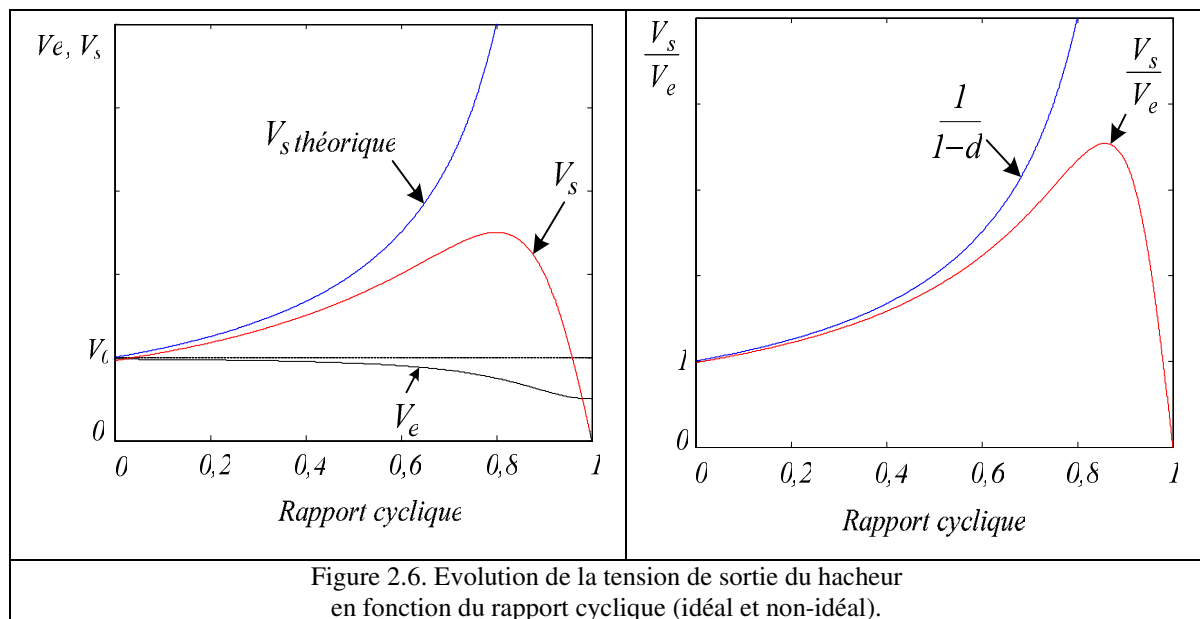 Ve, Vs
Vs théorique
Vs
V0
Ve
0
0 0,2 0,4 0,6 0,8 1
Rapport cyclique
Vs
Ve
1
1-d
Vs
Ve
1
0
0 0,2 0,4 0,6 0,8 1
Rapport cyclique
Figure 2.6. Evolution de la tension de sortie du hacheur
en fonction du rapport cyclique (idéal et non-idéal).